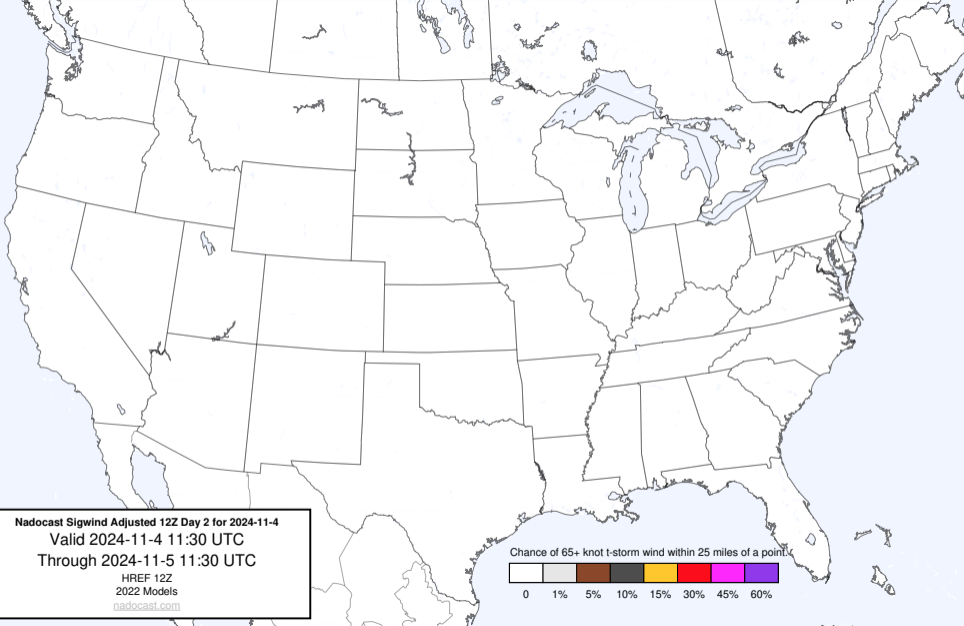 Nadocast Sigwind Adjusted 12Z Day 2 for 2024-11-4
Valid 2024-11-4 11:30 UTC
Through 2024-11-5 11:30 UTC
HREF 12Z
2022 Models
nadocast.com
Chance of 65+ knot t-storm wind within 25 miles of a point.
0 1% 5% 10% 15% 30% 45% 60%